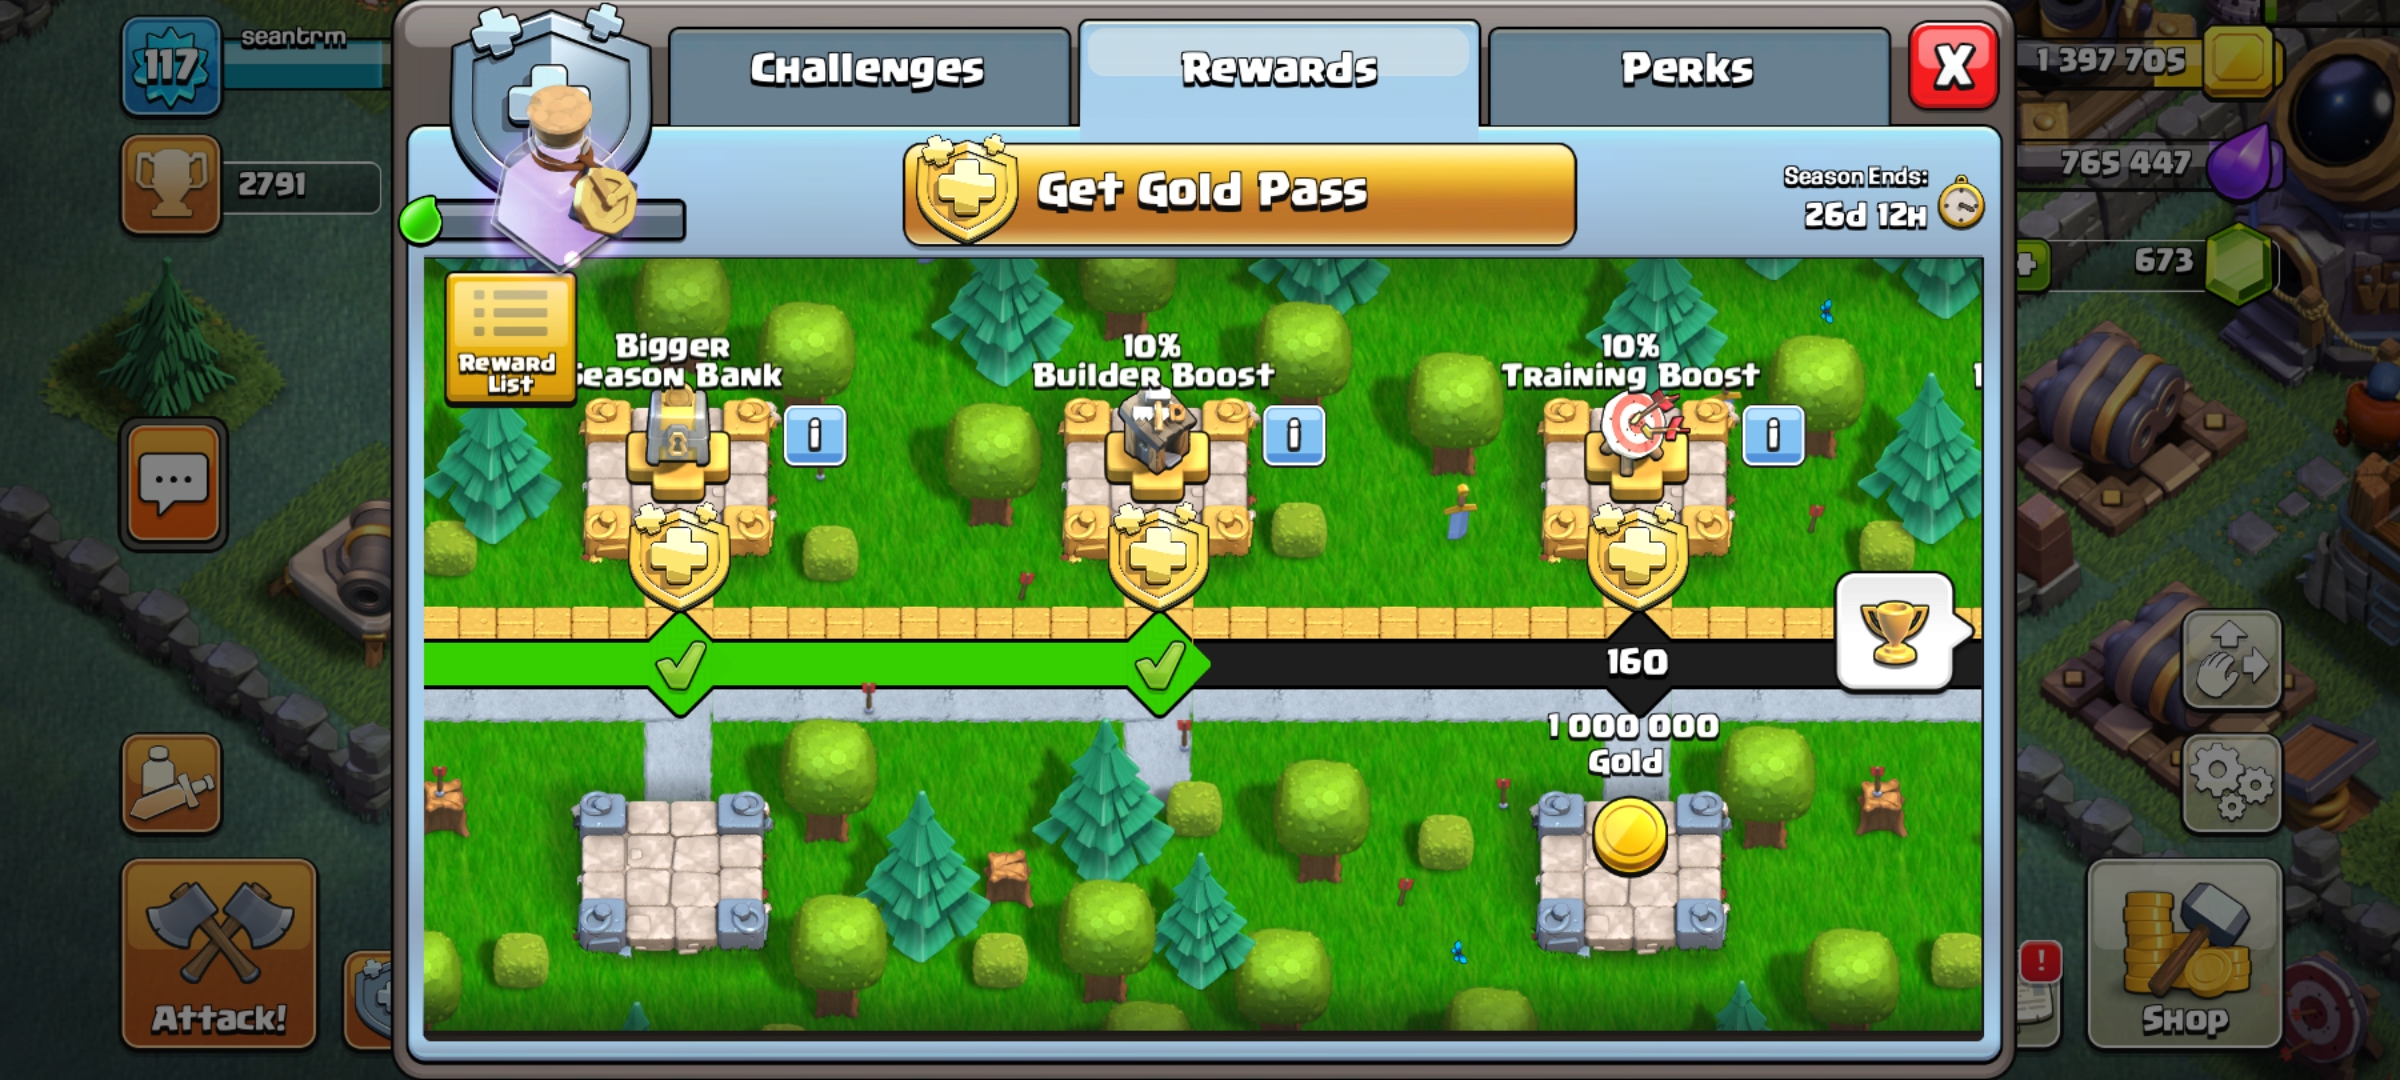 117
seantrm
2791
Challenges
Rewards
Perks
X
Get Gold Pass
Season Ends:
26d 12h
1 397 705
765 447
673
Reward
List
Bigger
Season Bank
10%
Builder Boost
10%
Training Boost
160
1 000 000
Gold
Attack!
!
Shop